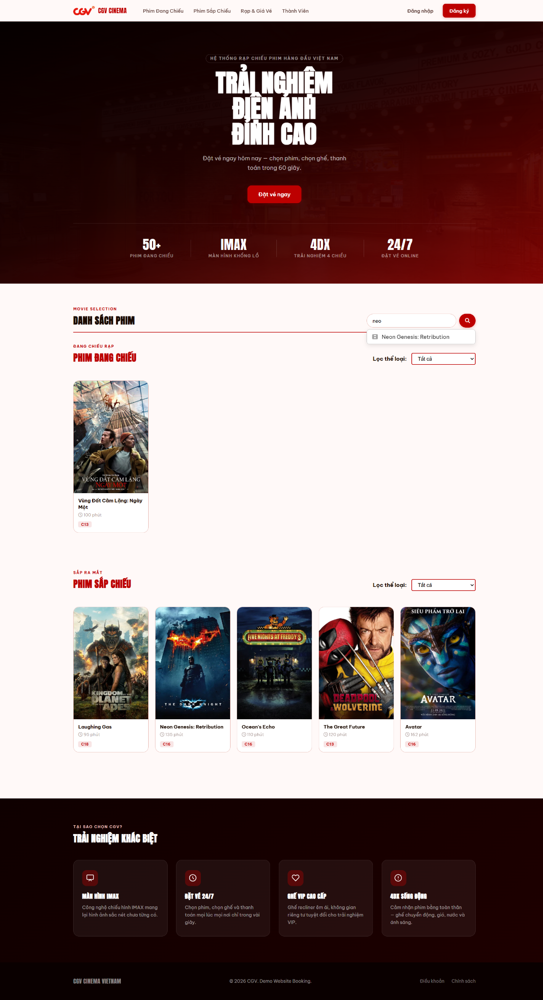 CGV CGV CINEMA
Phim Đang Chiếu
Phim Sắp Chiếu
Rạp & Giá Vé
Thành Viên
Đăng nhập
Đăng ký
HỆ THỐNG RẠP CHIẾU PHIM HÀNG ĐẦU VIỆT NAM
TRẢI NGHIỆM
ĐIỆN ẢNH
ĐỈNH CAO
Đặt vé ngay hôm nay — chọn phim, chọn ghế, thanh
toán trong 60 giây.
Đặt vé ngay
50+
PHIM ĐANG CHIẾU
IMAX
MÀN HÌNH KHỔNG LỒ
4DX
TRẢI NGHIỆM 4 CHIỀU
24/7
ĐẶT VÉ ONLINE
MOVIE SELECTION
DANH SÁCH PHIM
neo
Neon Genesis: Retribution
ĐANG CHIẾU RẠP
PHIM ĐANG CHIẾU
Lọc thể loại:
Tất cả
VÙNG ĐẤT CÂM LẶNG
NGÀY MỘT
Vùng Đất Câm Lặng: Ngày
Một
100 phút
C13
SẮP RA MẮT
PHIM SẮP CHIẾU
Lọc thể loại:
Tất cả
KINGDOM OF THE
PLANET
OF THE APES
Laughing Gas
95 phút
C18
THE DARK KNIGHT
Neon Genesis: Retribution
135 phút
C16
FIVE NIGHTS AT FREDDY'S
Ocean's Echo
110 phút
C16
DEADPOOL
& WOLVERINE
The Great Future
120 phút
C13
SIÊU PHẨM TRỞ LẠI
AVATAR
23.09.2022
Avatar
162 phút
C16
TẠI SAO CHỌN CGV?
TRẢI NGHIỆM KHÁC BIỆT
MÀN HÌNH IMAX
Công nghệ chiếu hình IMAX mang
lại hình ảnh sắc nét chưa từng có.
ĐẶT VÉ 24/7
Chọn phim, chọn ghế và thanh
toán mọi lúc mọi nơi chỉ trong vài
giây.
GHẾ VIP CAO CẤP
Ghế recliner êm ái, không gian
riêng tư tuyệt đối cho trải nghiệm
VIP.
4DX SỐNG ĐỘNG
Cảm nhận phim bằng toàn thân
— ghế chuyển động, gió, nước và
ánh sáng.
CGV CINEMA VIETNAM
© 2026 CGV. Demo Website Booking.
Điều khoản
Chính sách